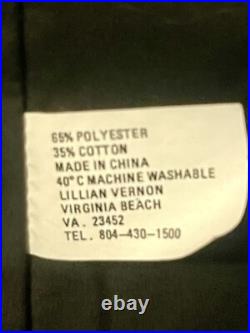 65% POLYESTER
35% COTTON
MADE IN CHINA
40°C MACHINE WASHABLE
LILLIAN VERNON
VIRGINIA BEACH
VA. 23452
TEL. 804-430-1500